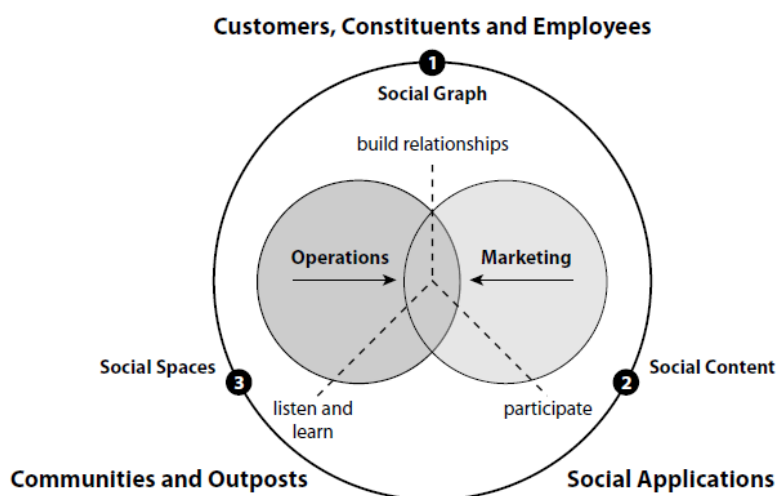 Customers, Constituents and Employees
1
Social Graph
build relationships
Operations
Marketing
Social Spaces
3
2
Social Content
listen and
learn
participate
Communities and Outposts
Social Applications